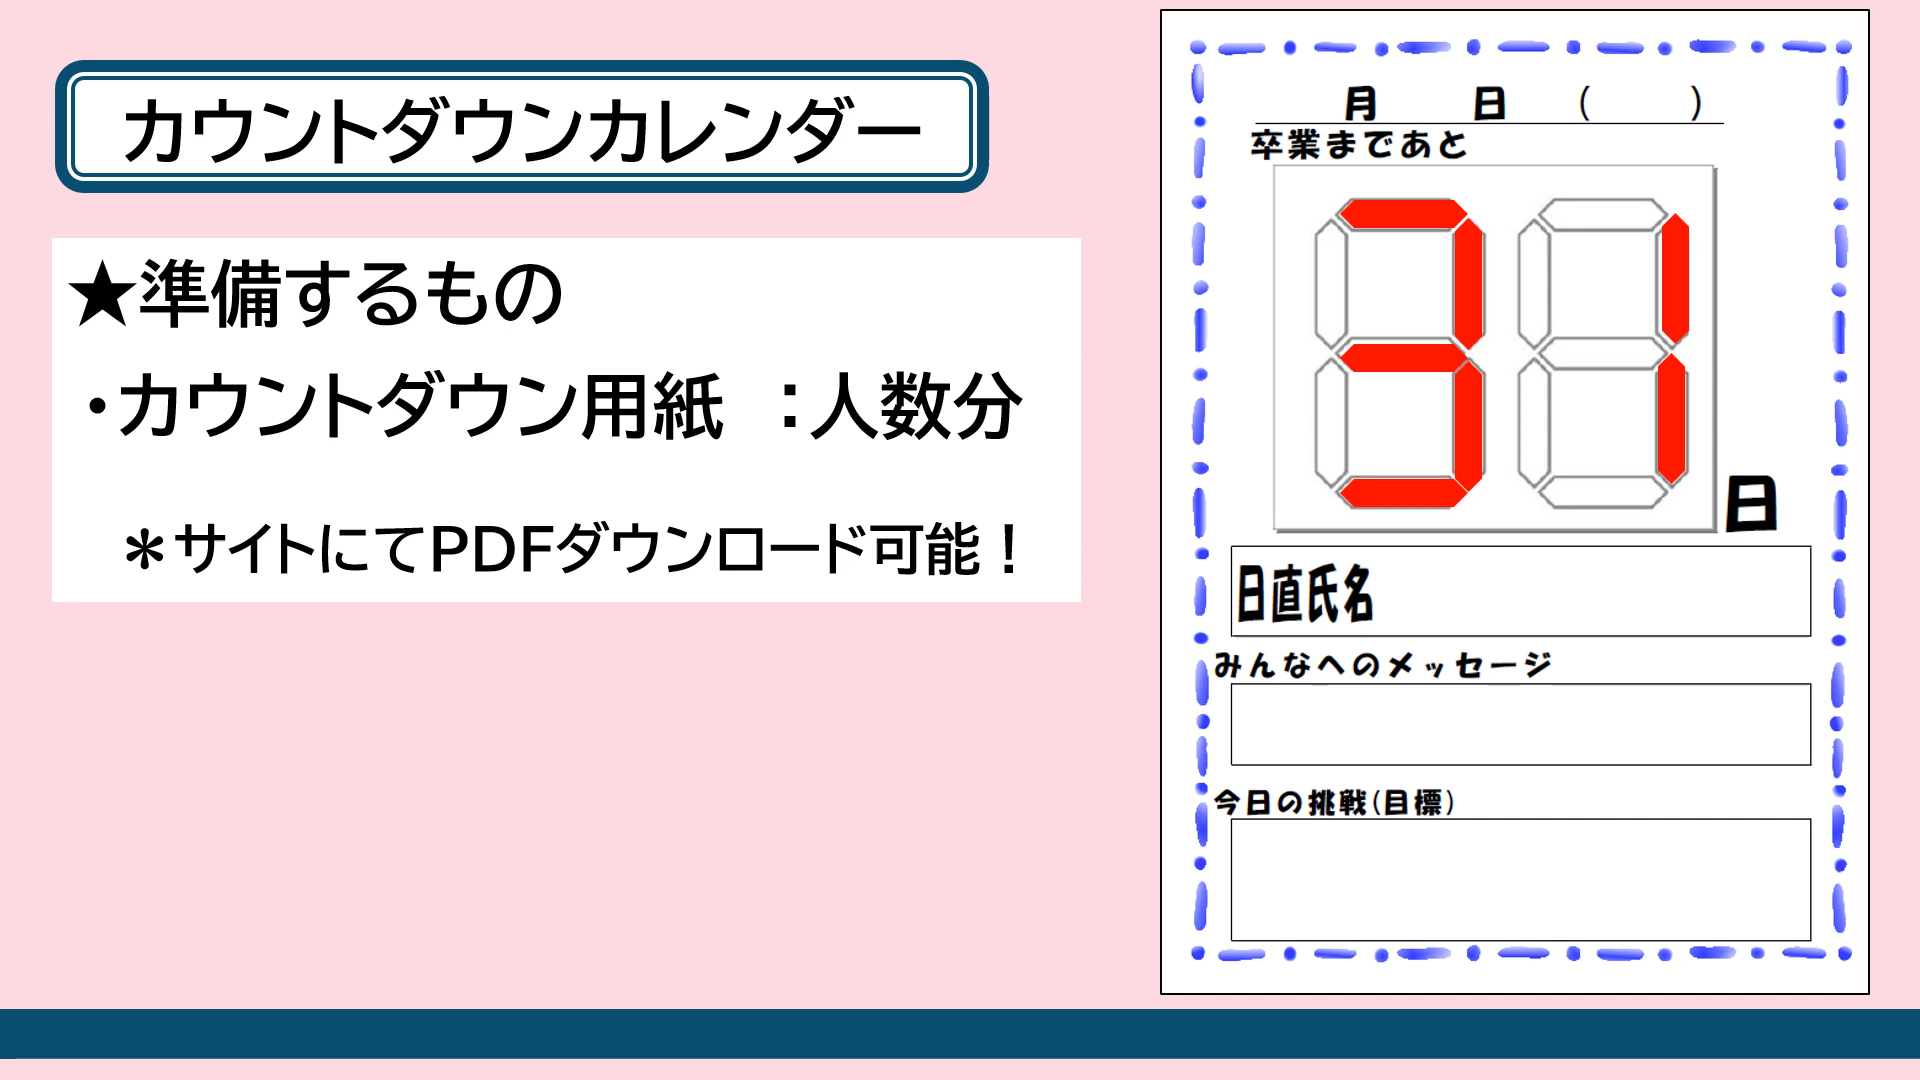 カウントダウンカレンダー
★準備するもの
・カウントダウン用紙 ：人数分
＊サイトにてPDFダウンロード可能！
月 日 （ ）
卒業まであと
31日
日直氏名
みんなへのメッセージ
今日の挑戦(目標)